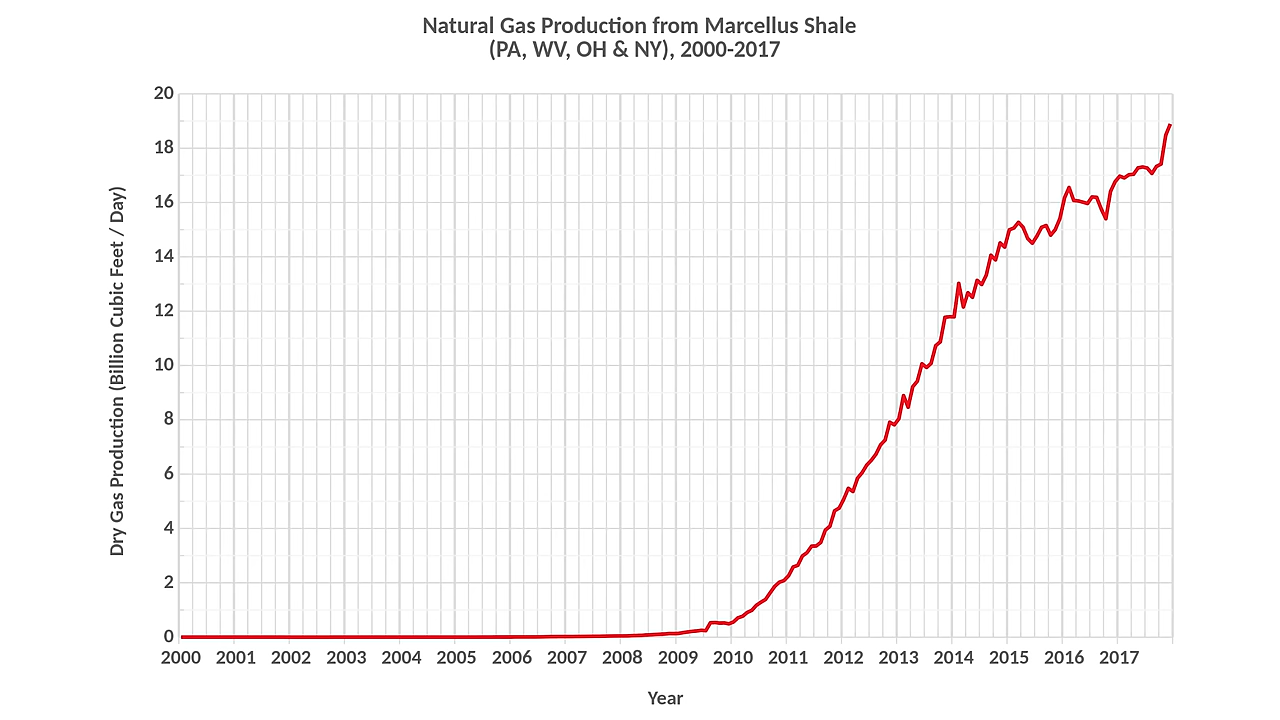 Natural Gas Production from Marcellus Shale
(PA, WV, OH & NY), 2000-2017
20
18
16
14
12
10
8
6
4
2
0
Dry Gas Production (Billion Cubic Feet / Day)
2000 2001 2002 2003 2004 2005 2006 2007 2008 2009 2010 2011 2012 2013 2014 2015 2016 2017
Year